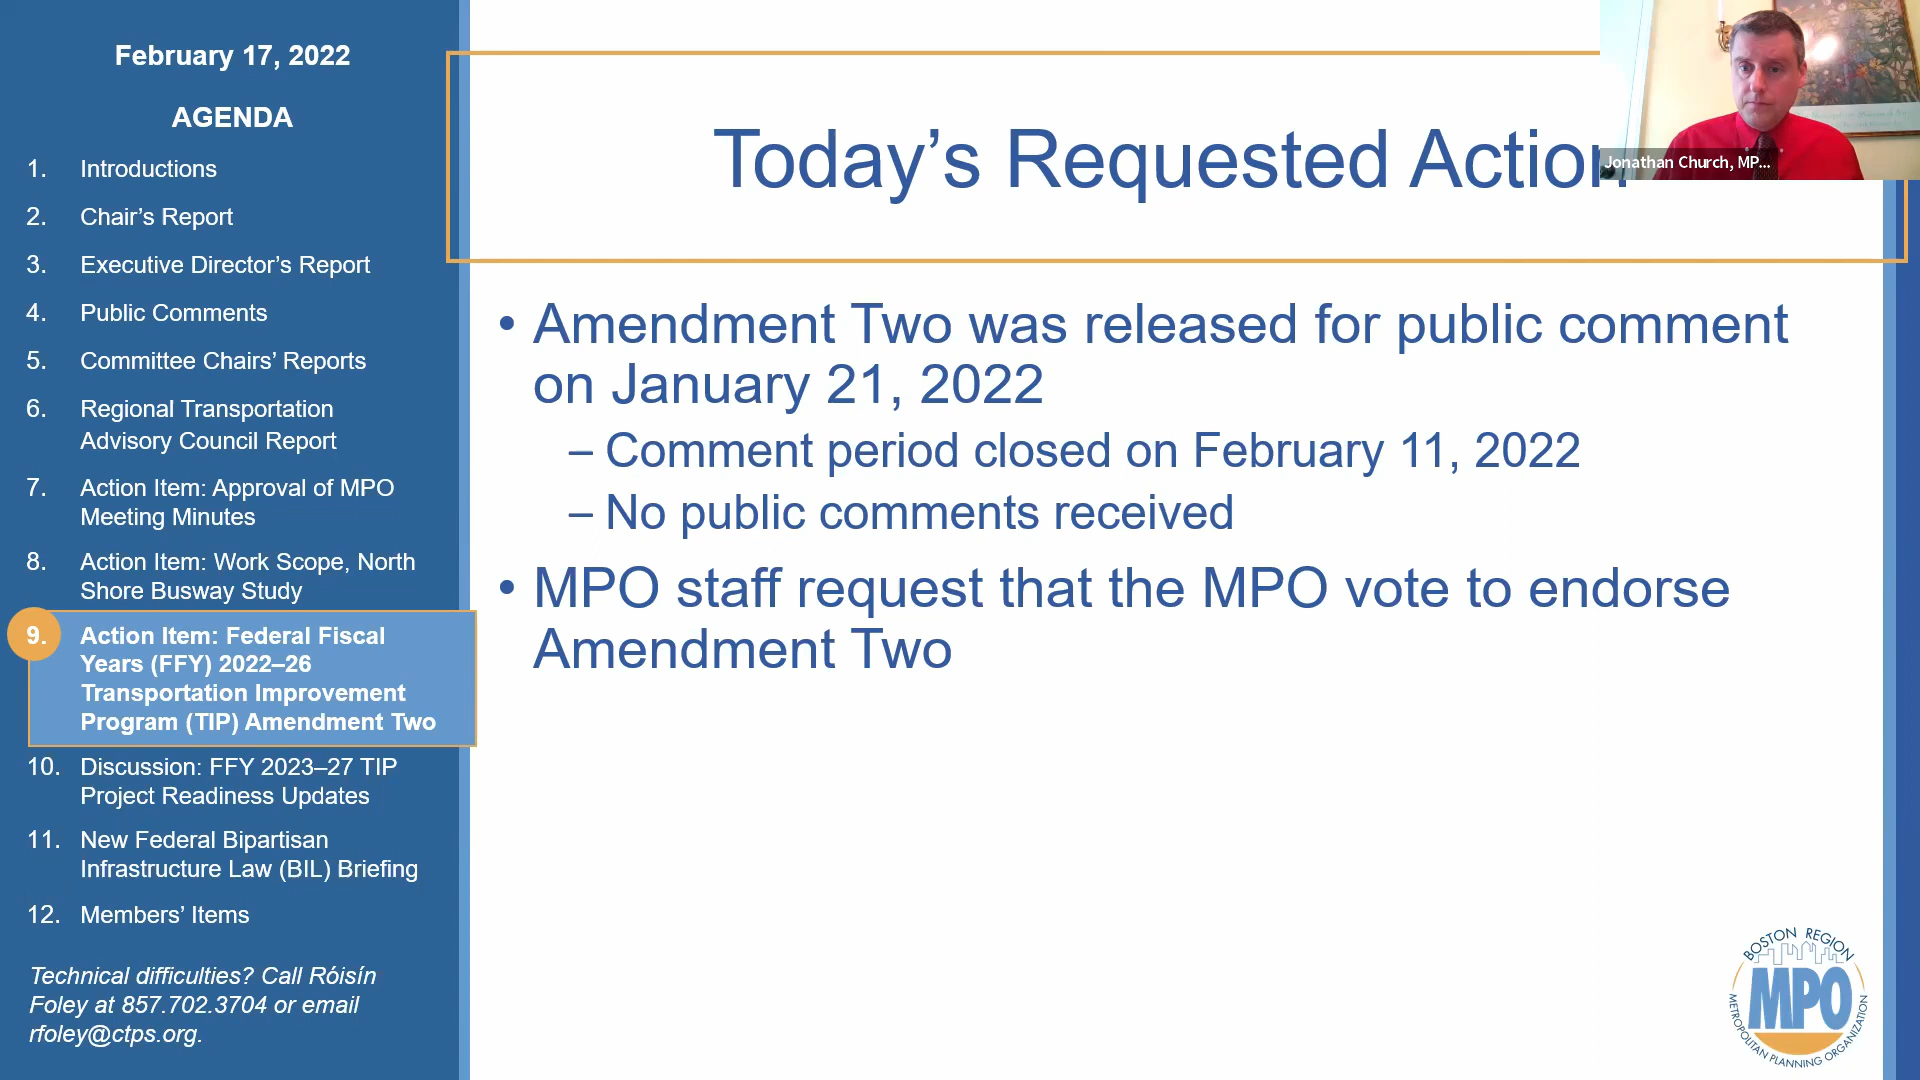 February 17, 2022
AGENDA
1. Introductions
2. Chair’s Report
3. Executive Director’s Report
4. Public Comments
5. Committee Chairs’ Reports
6. Regional Transportation
Advisory Council Report
7. Action Item: Approval of MPO
Meeting Minutes
8. Action Item: Work Scope, North
Shore Busway Study
9. Action Item: Federal Fiscal
Years (FFY) 2022–26
Transportation Improvement
Program (TIP) Amendment Two
10. Discussion: FFY 2023–27 TIP
Project Readiness Updates
11. New Federal Bipartisan
Infrastructure Law (BIL) Briefing
12. Members’ Items
Technical difficulties? Call Róisín
Foley at 857.702.3704 or email
rfoley@ctps.org.
Today’s Requested Action
Jonathan Church, MP...
• Amendment Two was released for public comment
on January 21, 2022
– Comment period closed on February 11, 2022
– No public comments received
• MPO staff request that the MPO vote to endorse
Amendment Two
BOSTON REGION
MPO
METROPOLITAN PLANNING ORGANIZATION